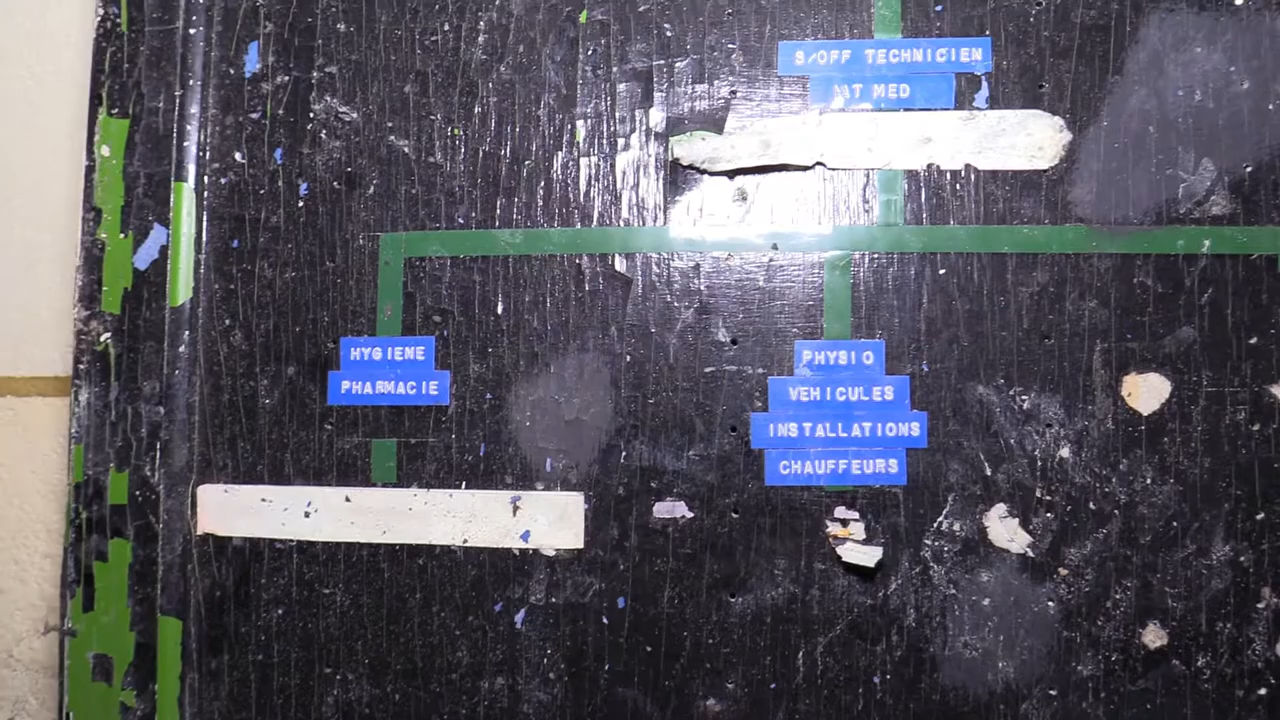 S/OFF TECHNICIEN
MAT MED
HYGIENE
PHARMACIE
PHYSIO
VEHICULES
INSTALLATIONS
CHAUFFEURS